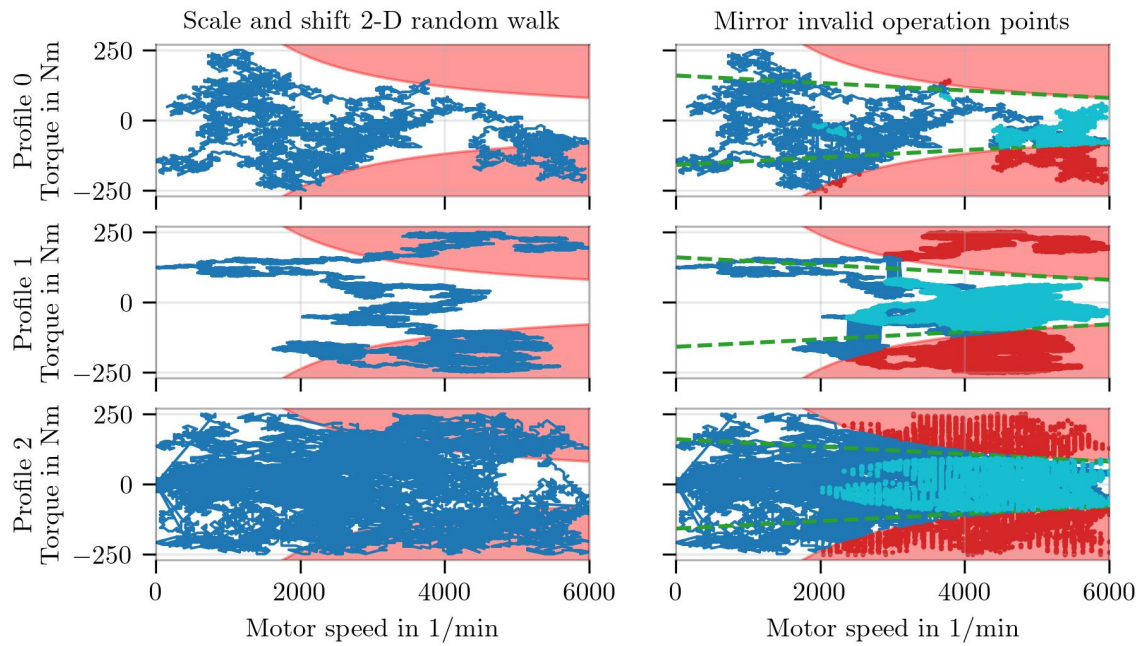 Scale and shift 2-D random walk
Mirror invalid operation points
Profile 0
Torque in Nm
250
0
−250
Profile 1
Torque in Nm
250
0
−250
Profile 2
Torque in Nm
250
0
−250
0 2000 4000 6000
0 2000 4000 6000
Motor speed in 1/min
Motor speed in 1/min